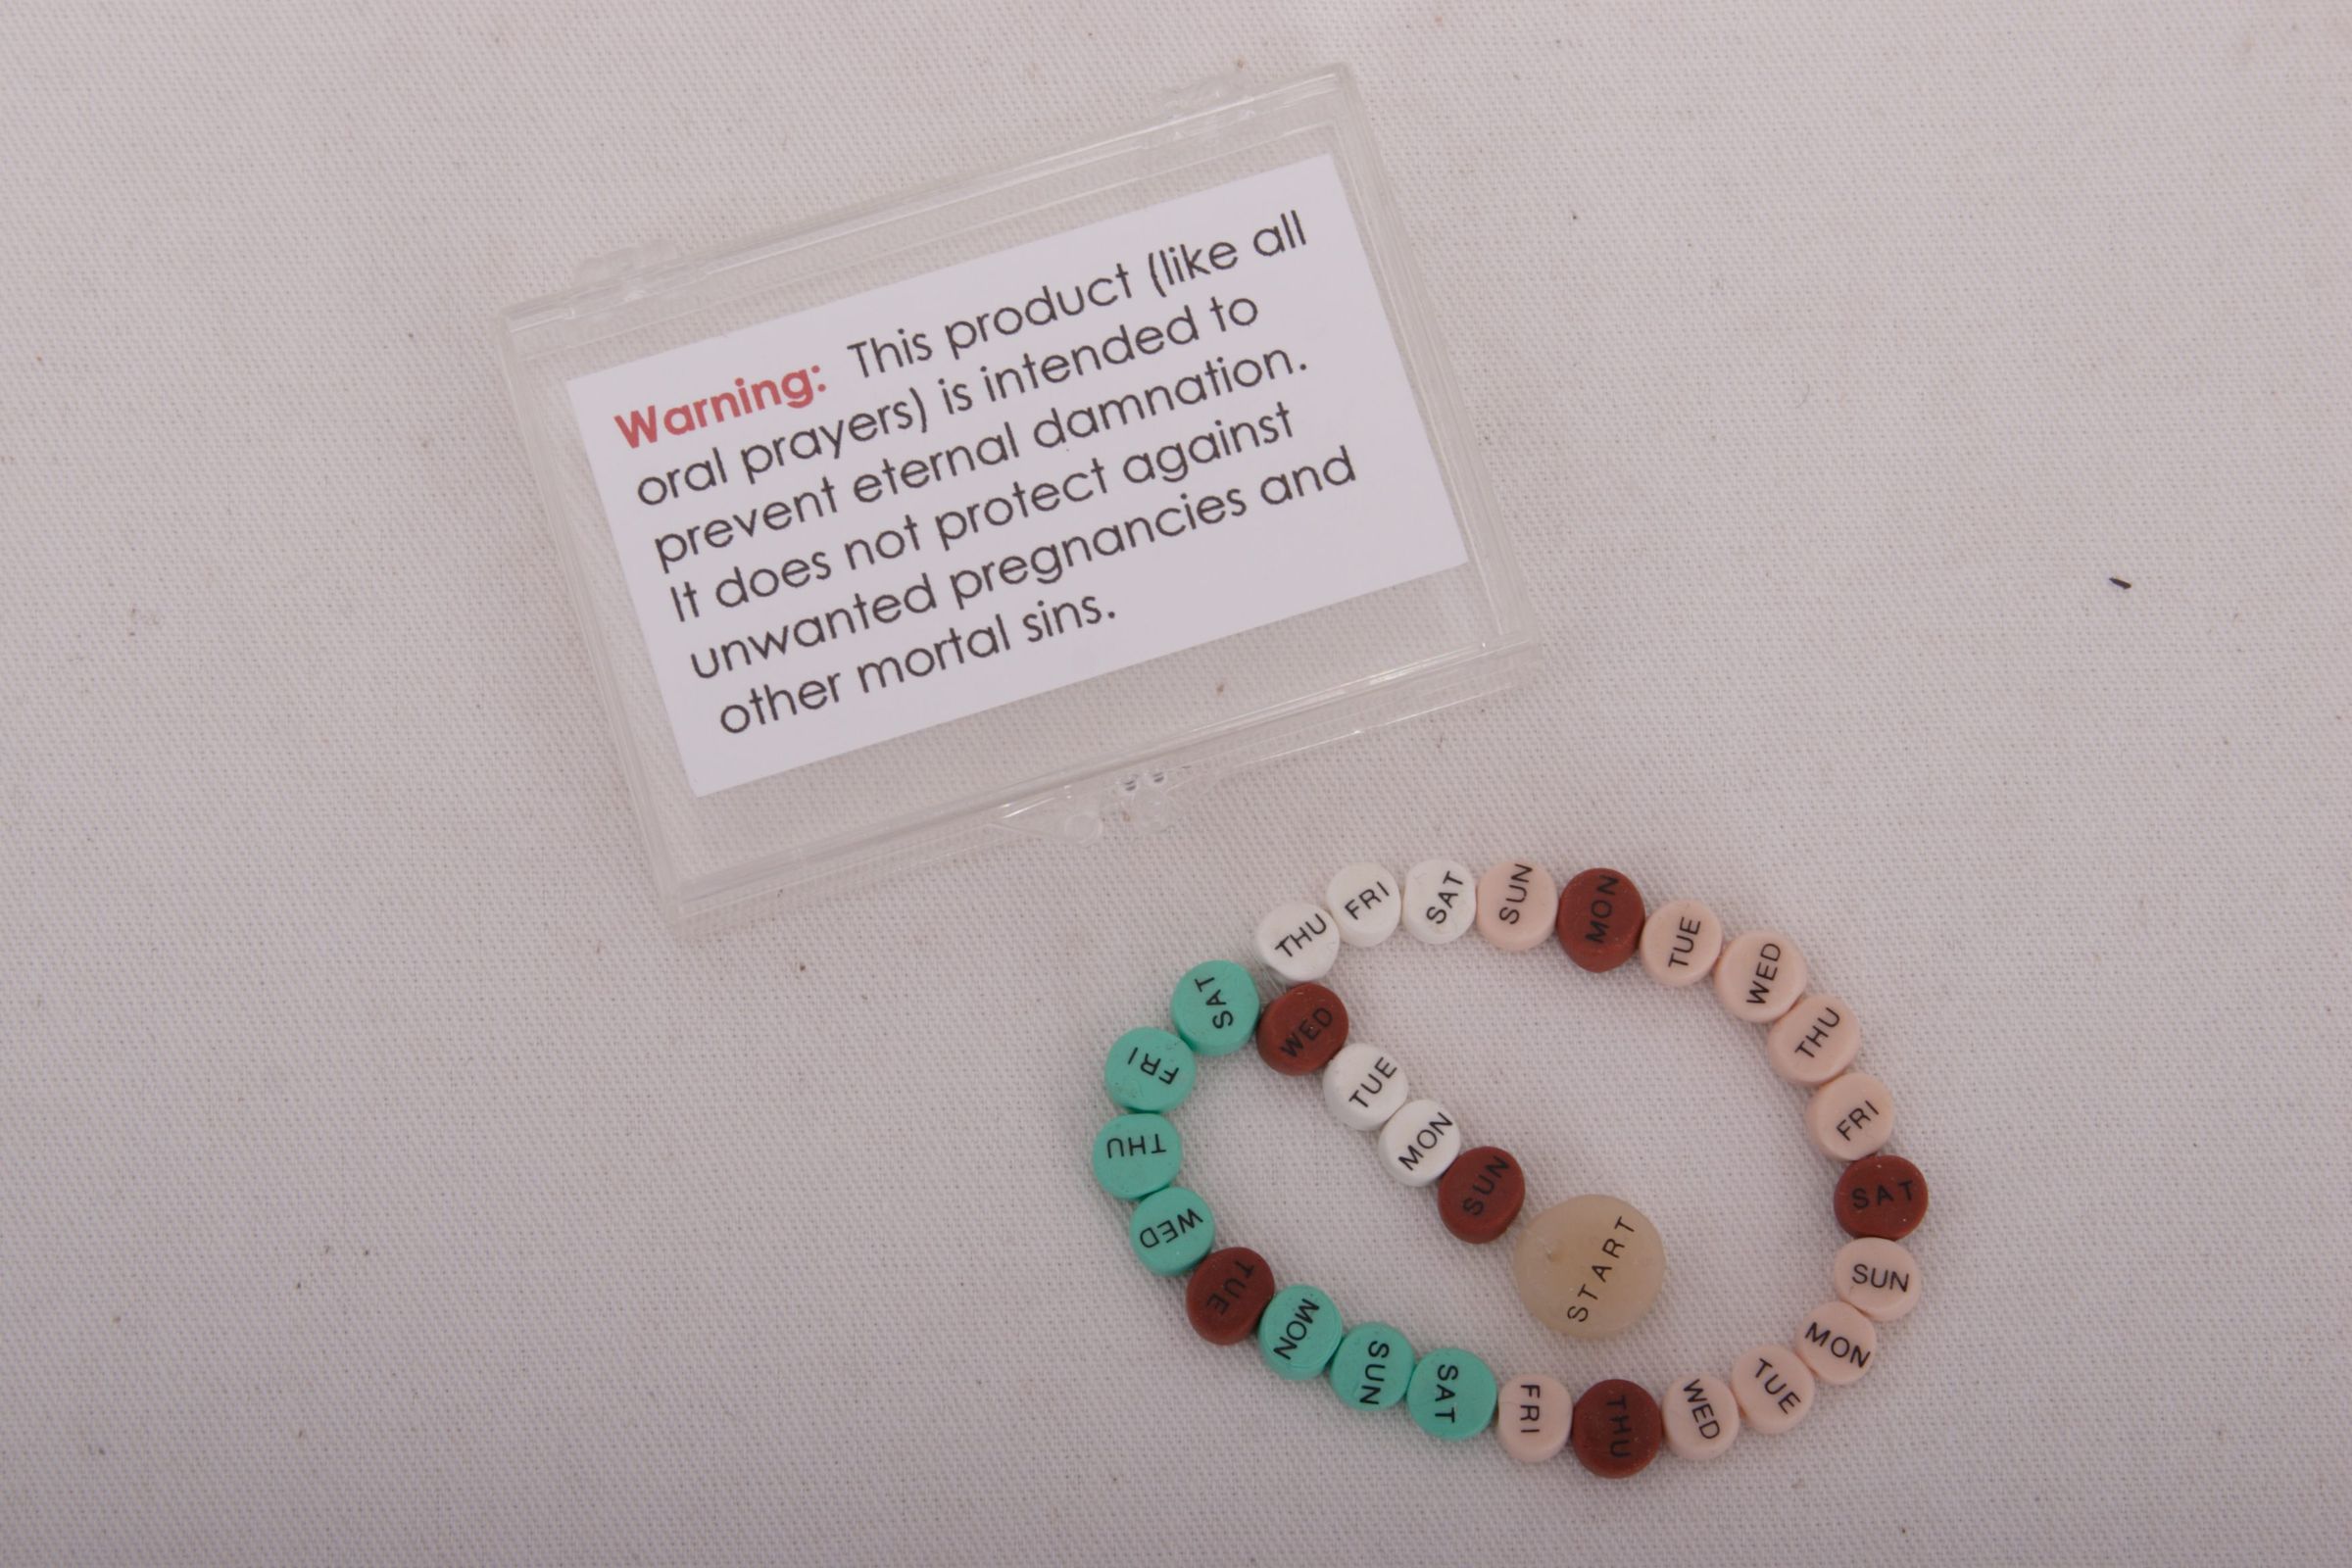 Warning: This product (like all
oral prayers) is intended to
prevent eternal damnation.
It does not protect against
unwanted pregnancies and
other mortal sins.
START
SUN
MON
TUE
WED
THU
FRI
SAT
SUN
MON
TUE
WED
THU
FRI
SAT
SUN
MON
TUE
WED
THU
FRI
SAT
SUN
MON
TUE
WED
THU
FRI
SAT